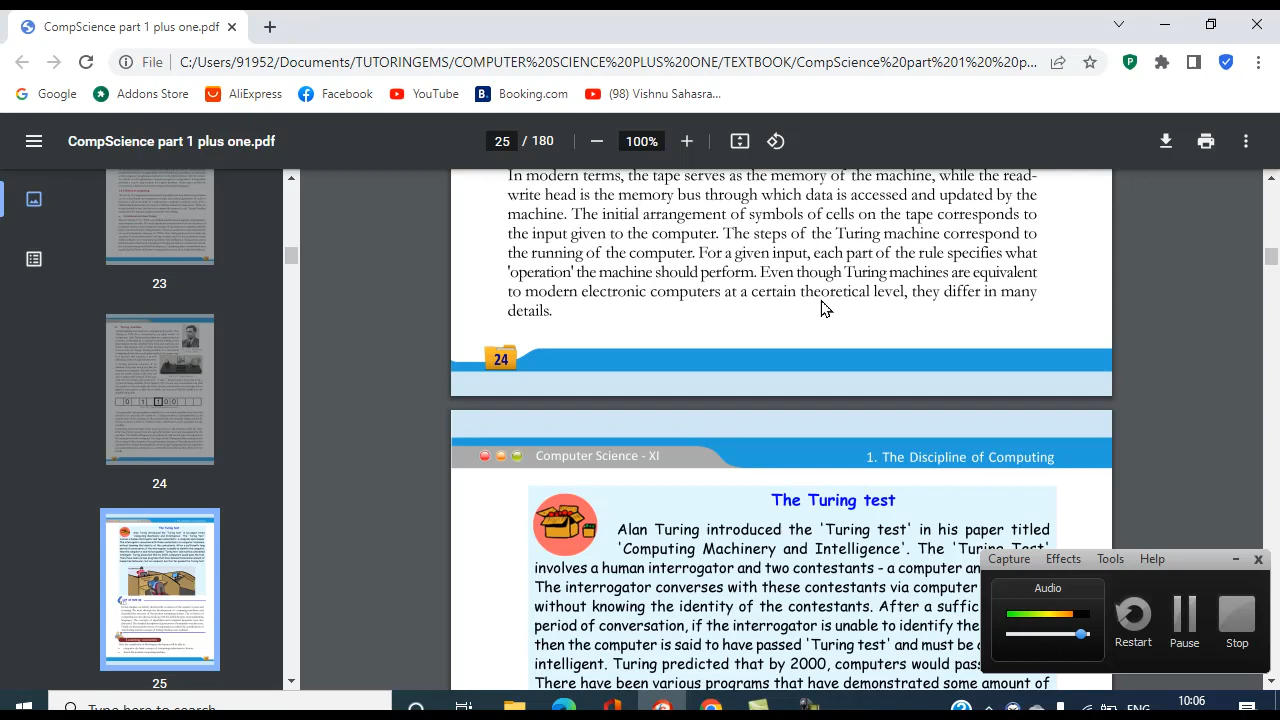 CompScience part 1 plus one.pdf
File
C:/Users/91952/Documents/TUTORINGEMS/COMPUTER%20SCIENCE%20PLUS%20ONE/TEXTBOOK/CompScience%20part%201%20%20p...
Google Addons Store AliExpress Facebook YouTube Booking.com (98) Vishnu Sahasra...
CompScience part 1 plus one.pdf
25 / 180 100%
23
24
25
In modern terms, the tape serves as the memory of the machine, while the read-
write head is the memory bus through which data is accessed and updated by the
machine. The initial arrangement of symbols of cells on the tape corresponds to
the input given to the computer. The steps of the Turing machine correspond to
the running of the computer. For a given input, each part of the rule specifies what
'operation' the machine should perform. Even though Turing machines are equivalent
to modern electronic computers at a certain theoretical level, they differ in many
details.
24
Computer Science - XI
1. The Discipline of Computing
The Turing test
Alan Turing introduced the 'Turing Test' in his paper titled
'Computing Machinery and Intelligence'. The 'Turing Test'
involves a human interrogator and two contestants - a computer an
The interrogator converses with these contestants via computer
without knowing the identity of the contestants. After a suffic
period of conversation, if the interrogator is unable to identify the
then the computer is said to have passed 'Turing test' and must be
intelligent. Turing predicted that by 2000, computers would pas
There have been various programs that have demonstrated some amount of
Capture Effects Tools Help
Audio
Restart Pause Stop
Type here to search
ENG
10:06